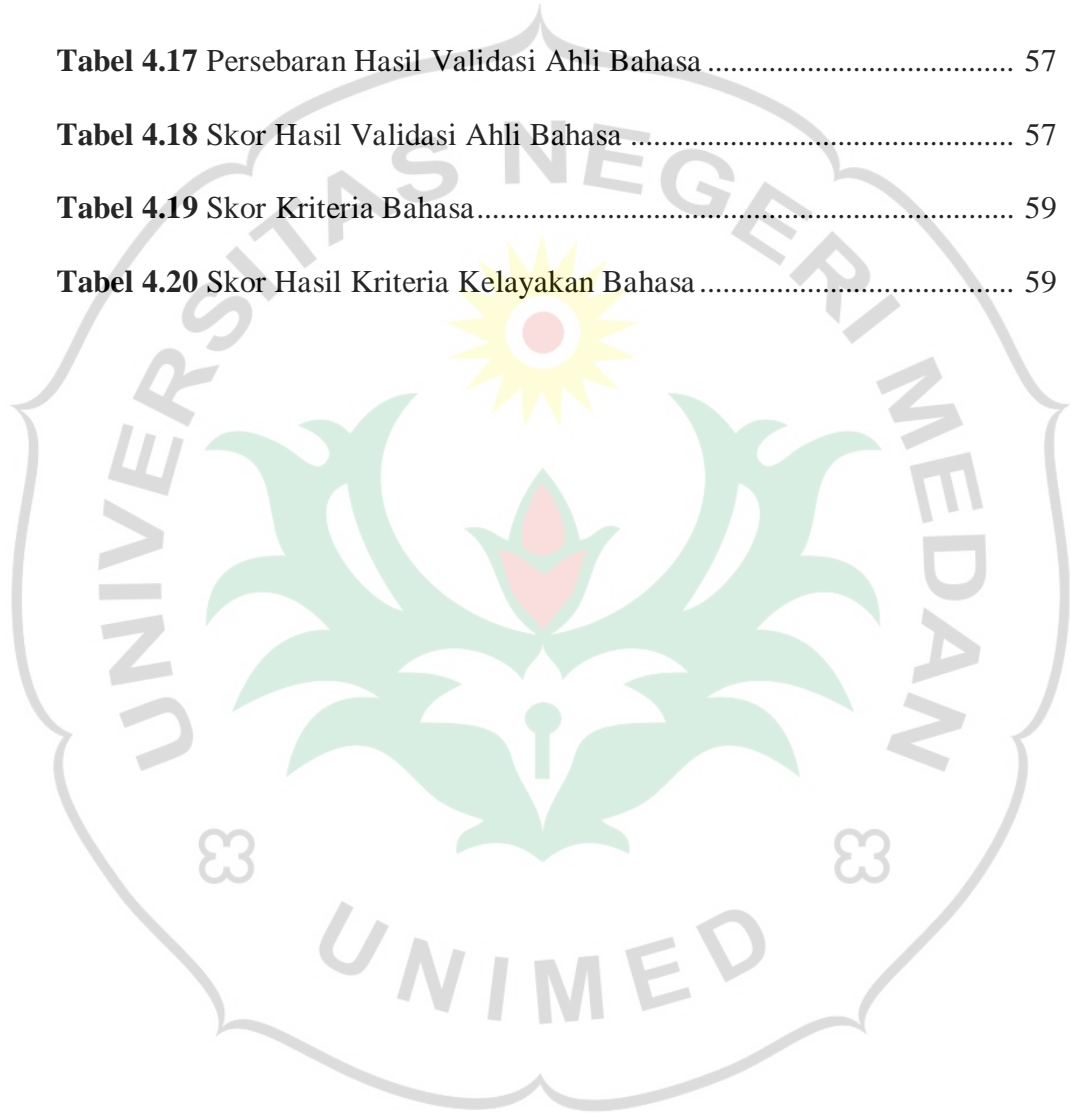 Tabel 4.17 Persebaran Hasil Validasi Ahli Bahasa ....................................... 57
Tabel 4.18 Skor Hasil Validasi Ahli Bahasa ................................................. 57
Tabel 4.19 Skor Kriteria Bahasa..................................................................... 59
Tabel 4.20 Skor Hasil Kriteria Kelayakan Bahasa ........................................ 59
UNIVERSITAS NEGERI MEDAN
UNIMED